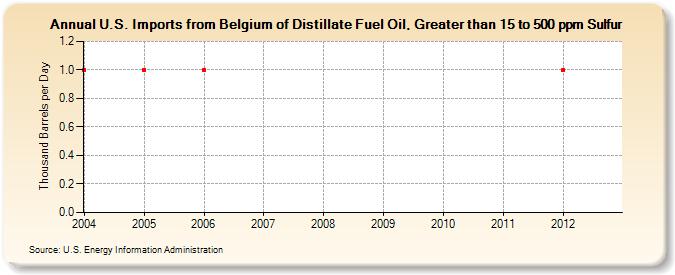 Annual U.S. Imports from Belgium of Distillate Fuel Oil, Greater than 15 to 500 ppm Sulfur
Thousand Barrels per Day
1.2
1.0
0.8
0.6
0.4
0.2
0.0
2004 2005 2006 2007 2008 2009 2010 2011 2012
Source: U.S. Energy Information Administration